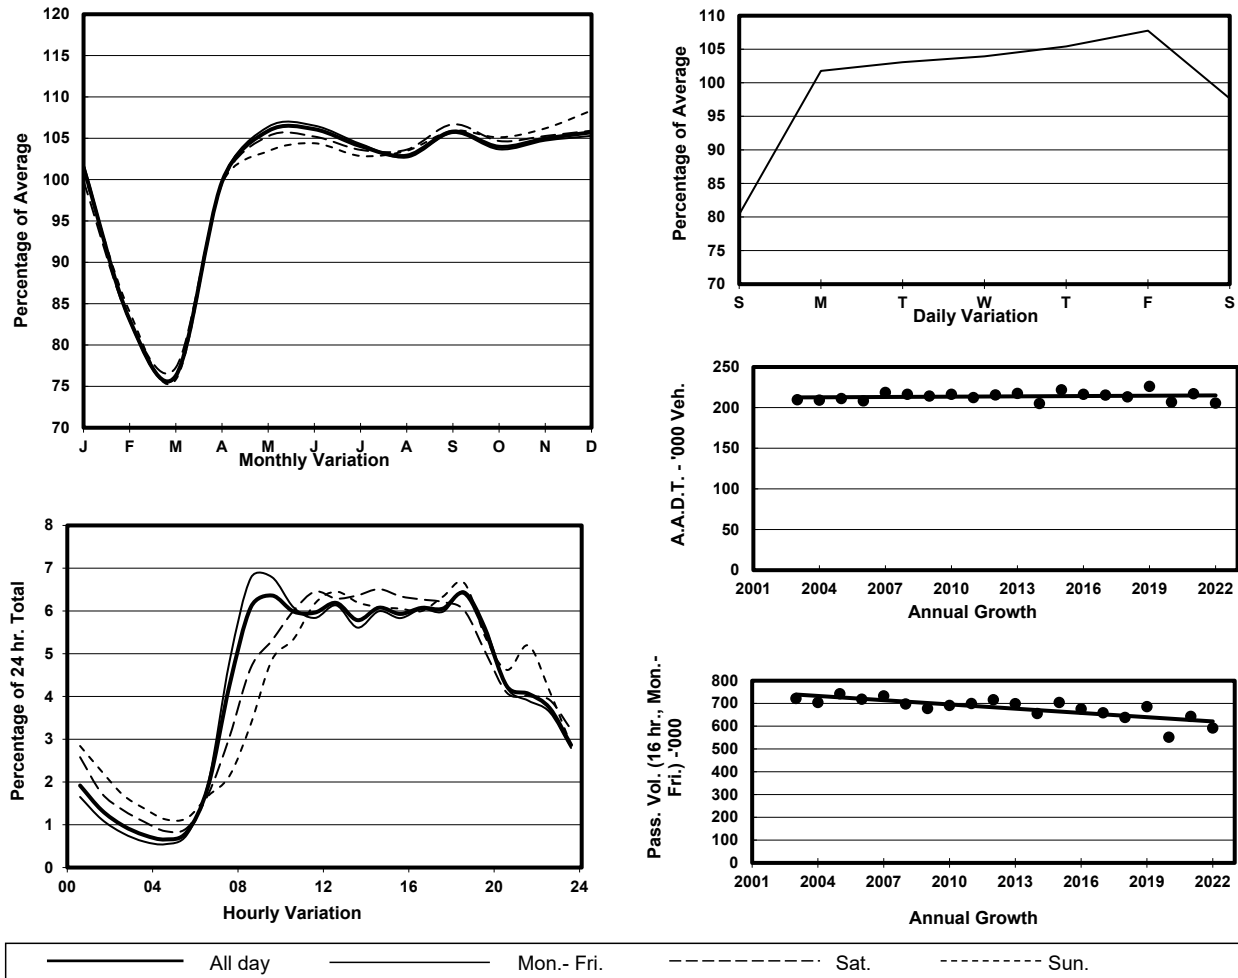 120
115
110
105
100
95
90
85
80
75
70
Percentage of Average
J F M A M J J A S O N D
Monthly Variation
110
105
100
95
90
85
80
75
70
Percentage of Average
S M T W T F S
Daily Variation
250
200
150
100
50
0
A.A.D.T. - '000 Veh.
2001 2004 2007 2010 2013 2016 2019 2022
Annual Growth
8
7
6
5
4
3
2
1
0
Percentage of 24 hr. Total
00 04 08 12 16 20 24
Hourly Variation
800
700
600
500
400
300
200
100
0
Pass. Vol. (16 hr., Mon.-
Fri.) -'000
2001 2004 2007 2010 2013 2016 2019 2022
Annual Growth
All day Mon.- Fri. Sat. Sun.